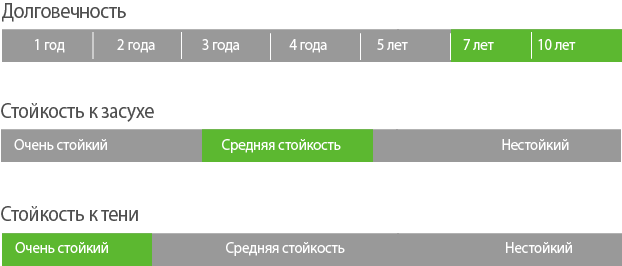 Долговечность
1 год 2 года 3 года 4 года 5 лет 7 лет 10 лет
Стойкость к засухе
Очень стойкий Средняя стойкость Нестойкий
Стойкость к тени
Очень стойкий Средняя стойкость Нестойкий